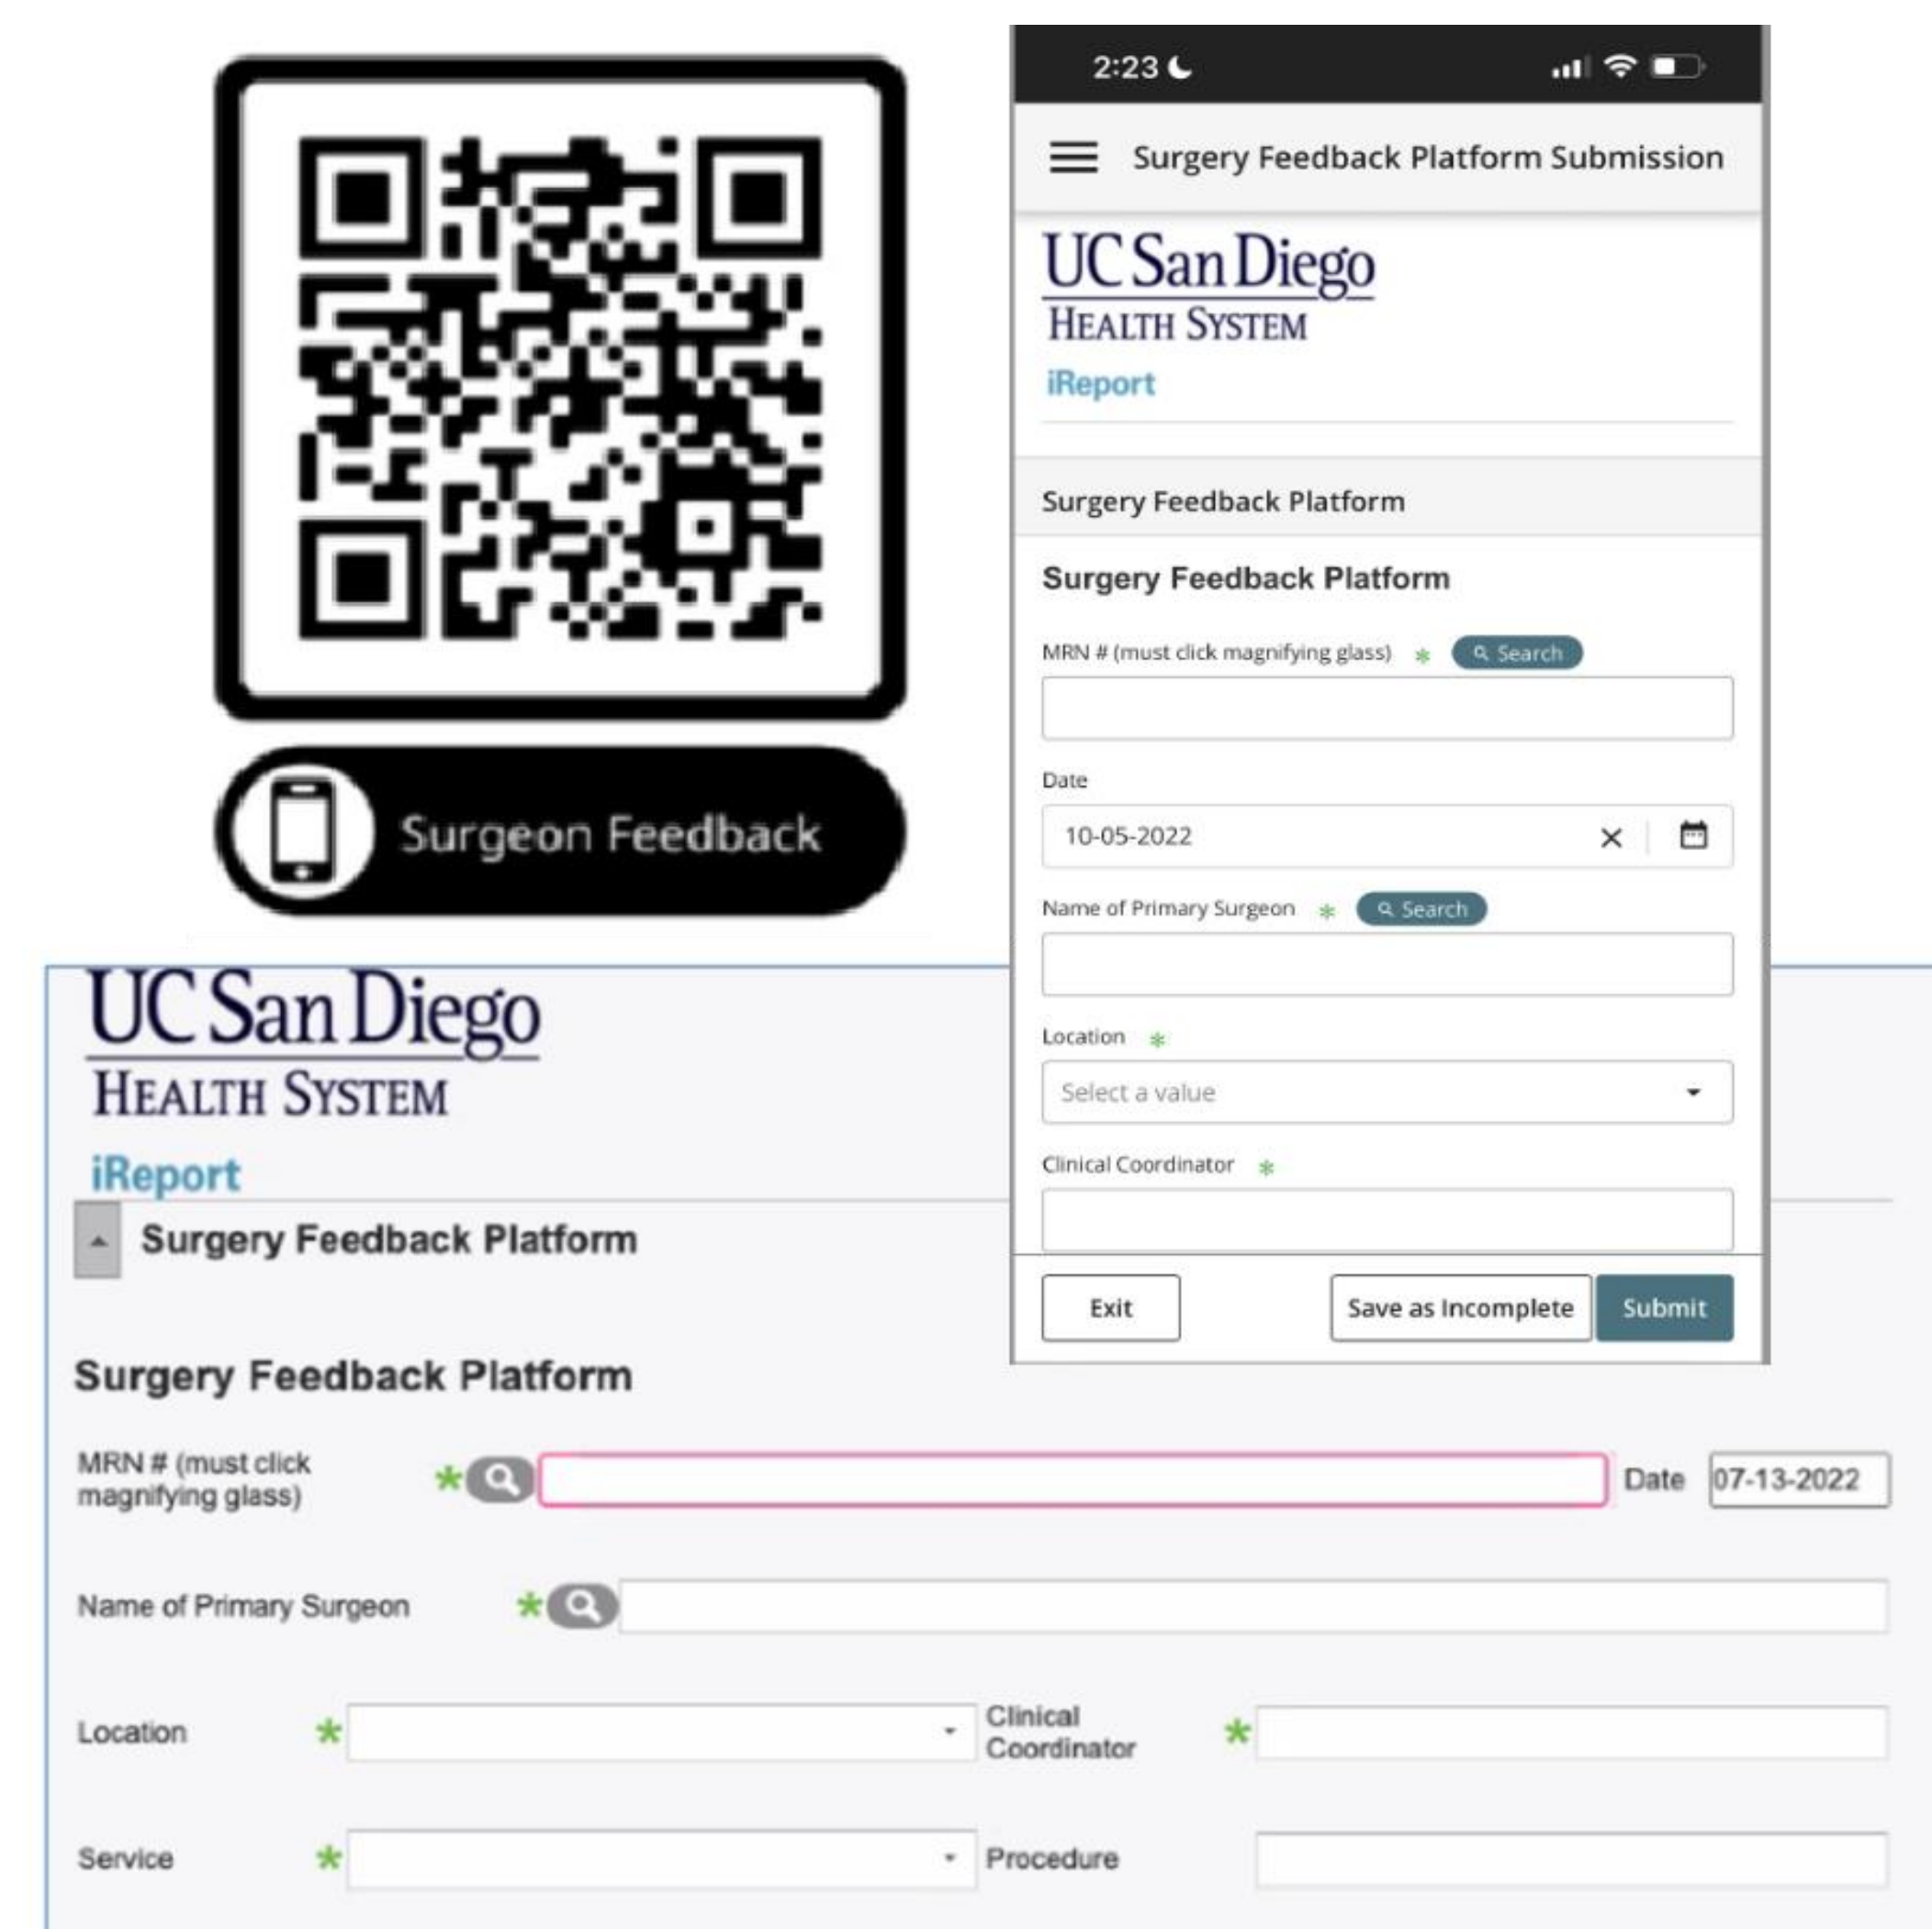 Surgeon Feedback
2:23
Surgery Feedback Platform Submission
UC San Diego
HEALTH SYSTEM
iReport
Surgery Feedback Platform
Surgery Feedback Platform
MRN # (must click magnifying glass) * Search
Date
10-05-2022
Name of Primary Surgeon * Search
Location *
Select a value
Clinical Coordinator *
Exit
Save as Incomplete
Submit
UC San Diego
HEALTH SYSTEM
iReport
Surgery Feedback Platform
Surgery Feedback Platform
MRN # (must click
magnifying glass) *
Date 07-13-2022
Name of Primary Surgeon *
Location *
Clinical
Coordinator *
Service *
Procedure